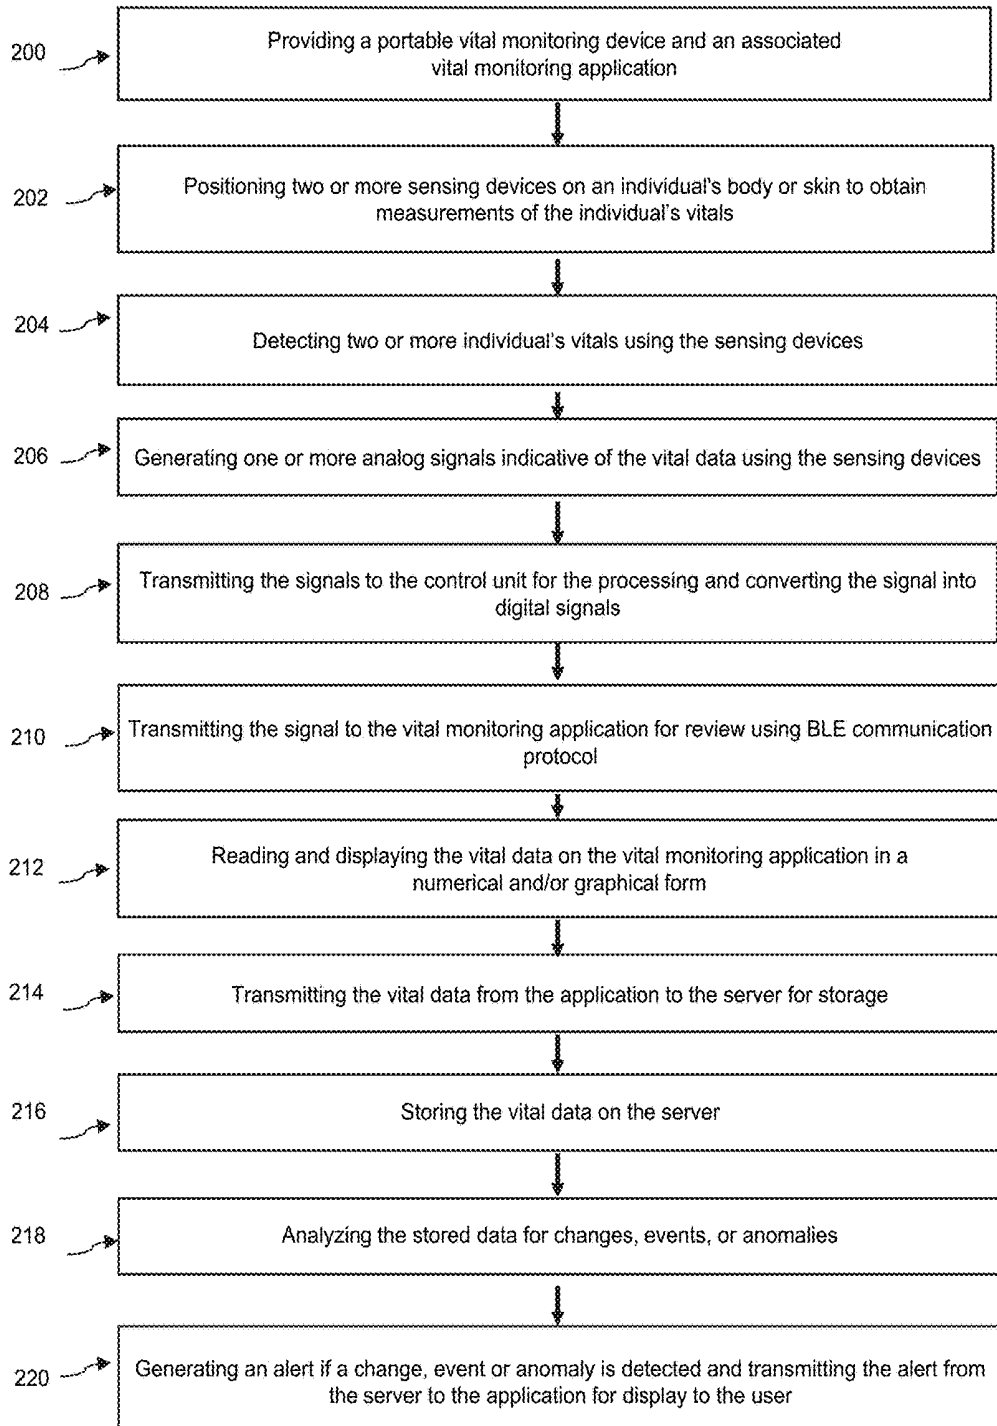 200
Providing a portable vital monitoring device and an associated
vital monitoring application
202
Positioning two or more sensing devices on an individual's body or skin to obtain
measurements of the individual's vitals
204
Detecting two or more individual's vitals using the sensing devices
206
Generating one or more analog signals indicative of the vital data using the sensing devices
208
Transmitting the signals to the control unit for the processing and converting the signal into
digital signals
210
Transmitting the signal to the vital monitoring application for review using BLE communication
protocol
212
Reading and displaying the vital data on the vital monitoring application in a
numerical and/or graphical form
214
Transmitting the vital data from the application to the server for storage
216
Storing the vital data on the server
218
Analyzing the stored data for changes, events, or anomalies
220
Generating an alert if a change, event or anomaly is detected and transmitting the alert from
the server to the application for display to the user